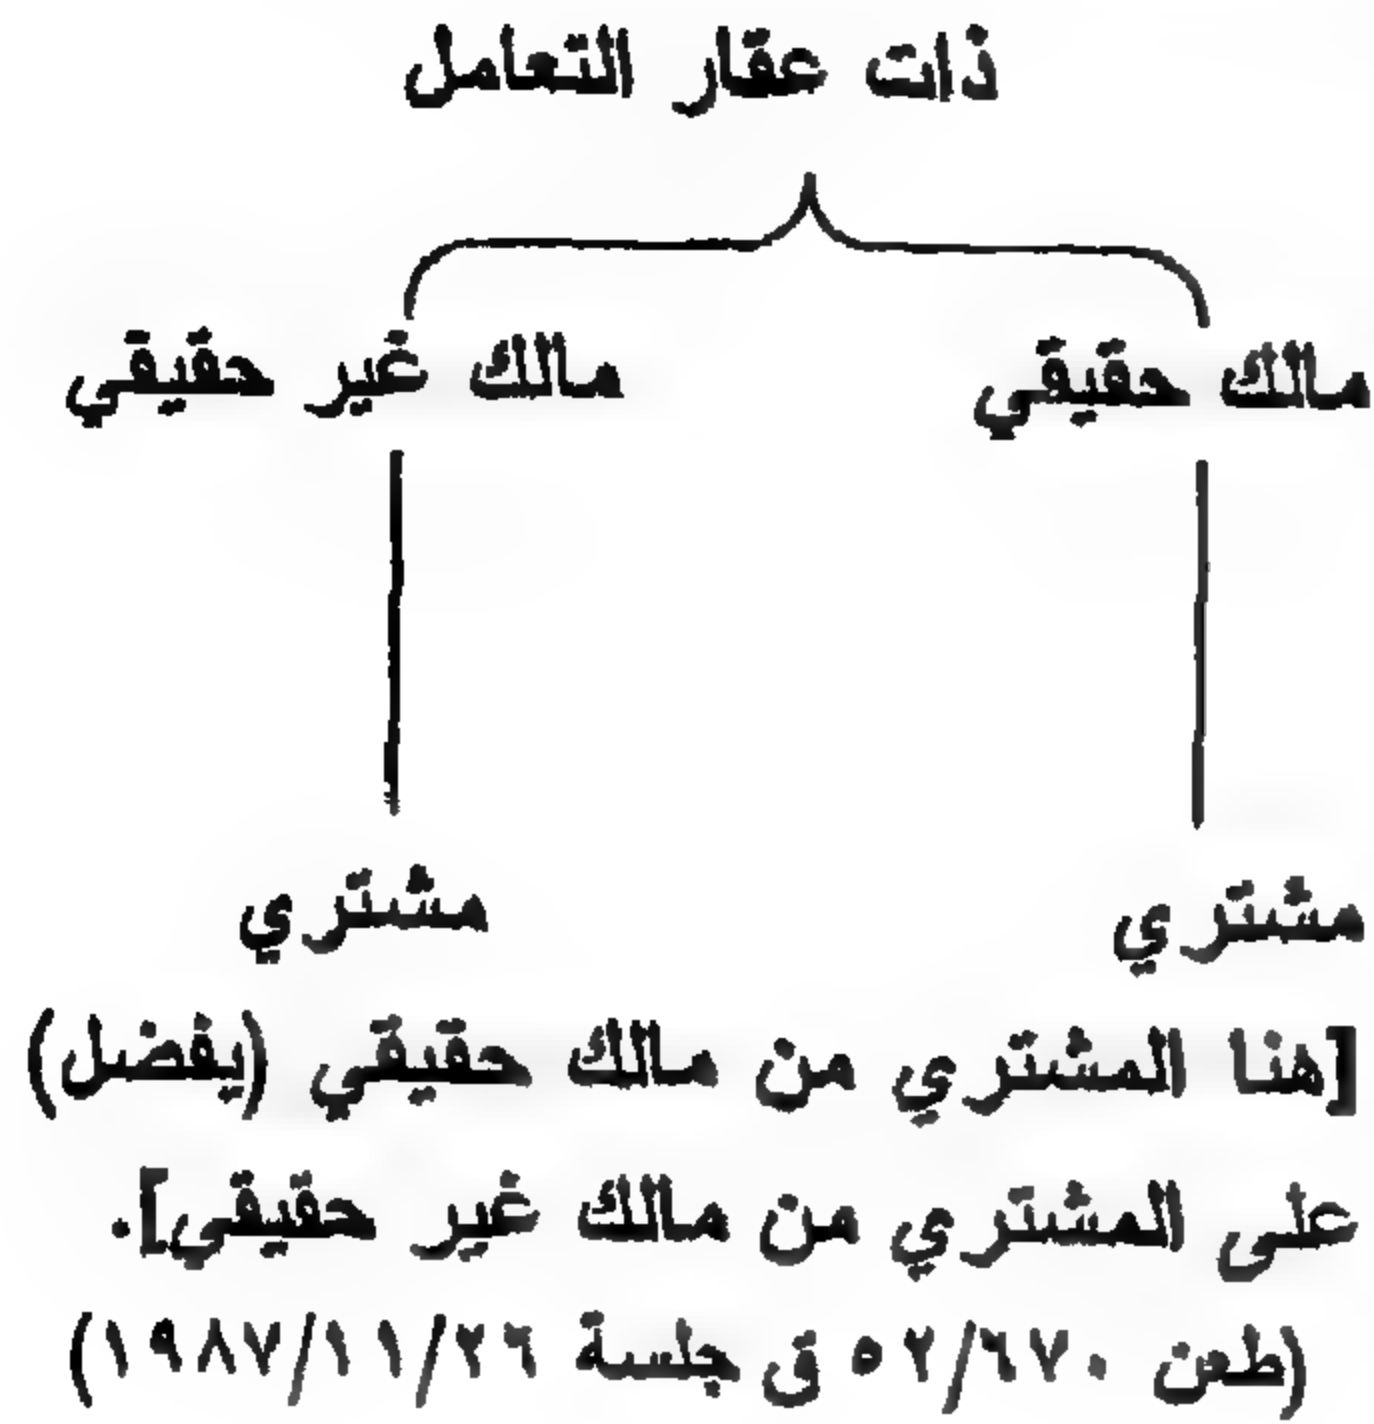 ذات عقار التعامل
مالك حقيقي مالك غير حقيقي
مشتري مشتري
[هنا المشتري من مالك حقيقي (يفضل)
على المشتري من مالك غير حقيقي].
(طعن ٥٢/٦٧٠ ق جلسة ١٩٨٧/١١/٢٦)